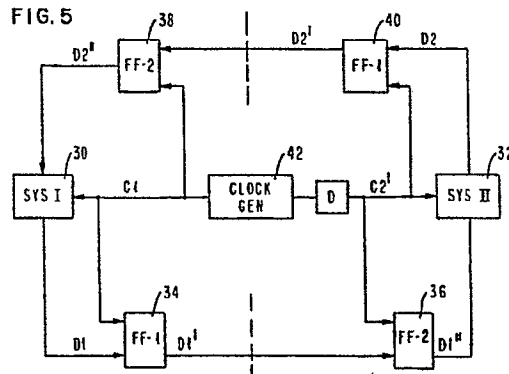 FIG. 5
38
40
D2"
FF-2
D2'
FF-1
D2
30
42
32
SYS I
C1
CLOCK GEN
D
C2'
SYS II
34
36
D1
FF-1
D1'
FF-2
D1"